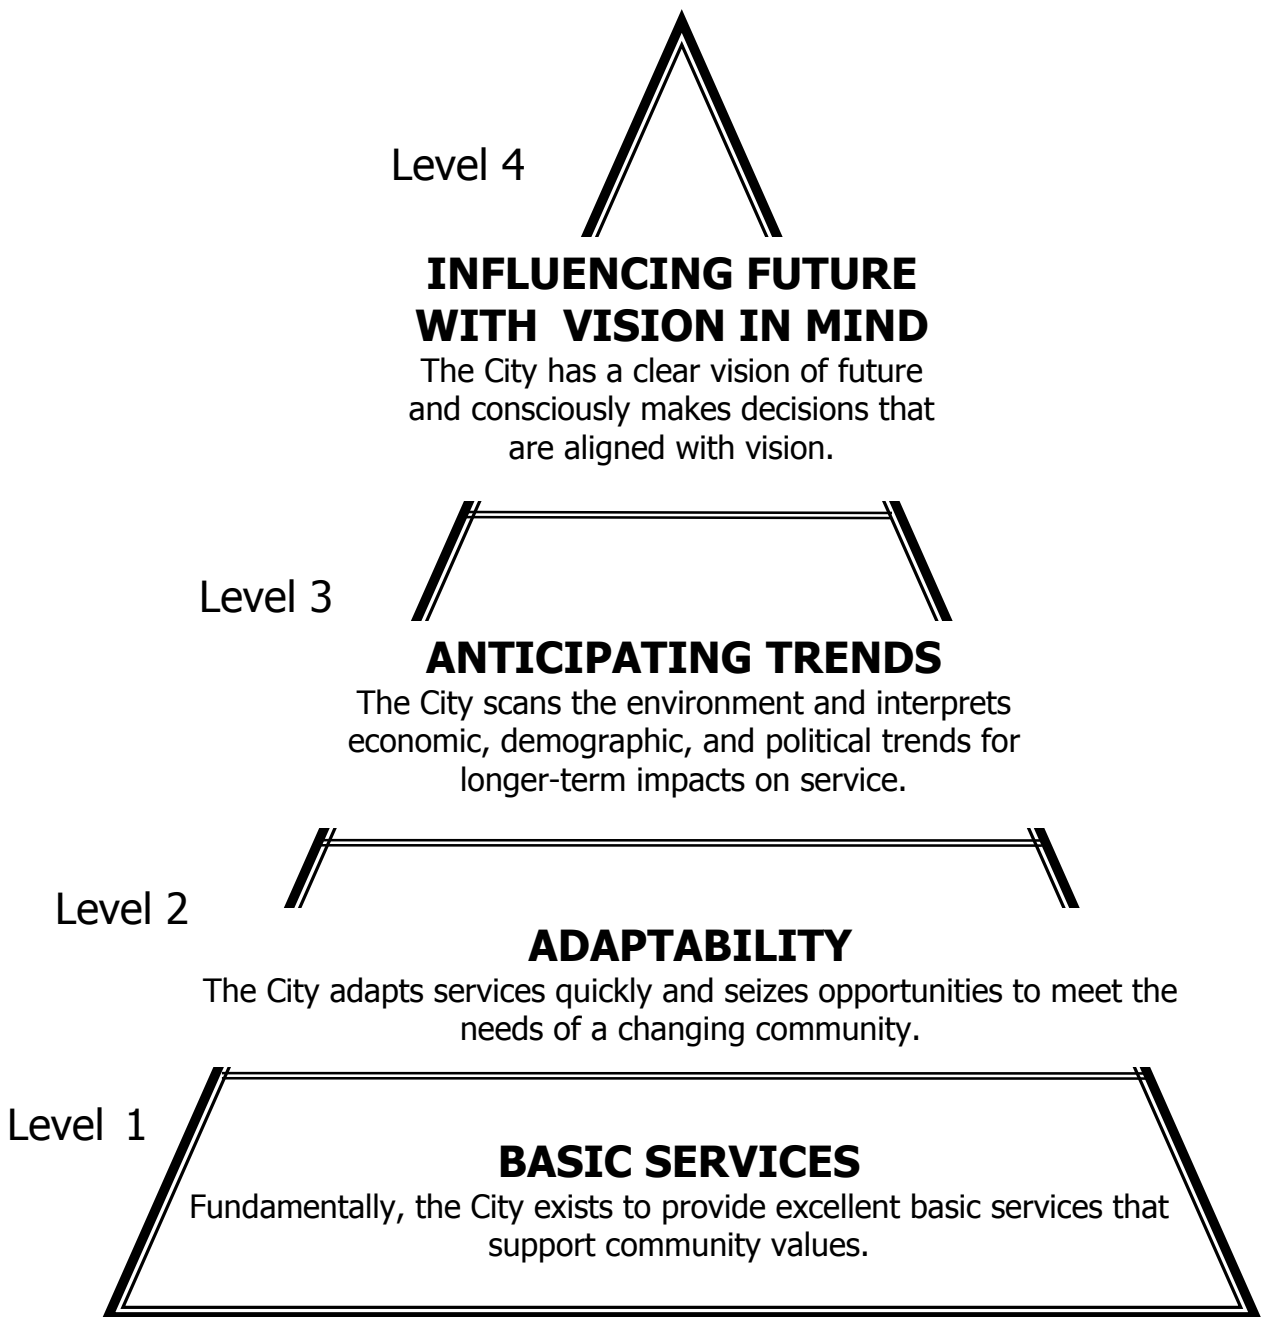 Level 4
INFLUENCING FUTURE
WITH VISION IN MIND
The City has a clear vision of future
and consciously makes decisions that
are aligned with vision.
Level 3
ANTICIPATING TRENDS
The City scans the environment and interprets
economic, demographic, and political trends for
longer-term impacts on service.
Level 2
ADAPTABILITY
The City adapts services quickly and seizes opportunities to meet the
needs of a changing community.
Level 1
BASIC SERVICES
Fundamentally, the City exists to provide excellent basic services that
support community values.